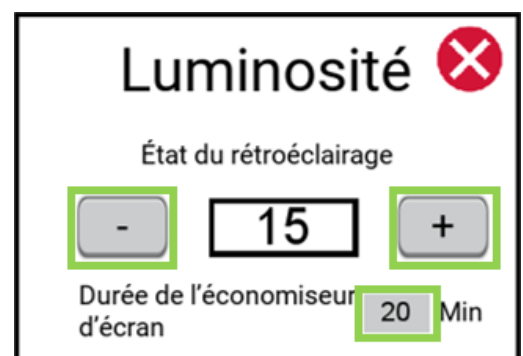 Luminosité
État du rétroéclairage
- 15 +
Durée de l'économiseur
d'écran 20 Min